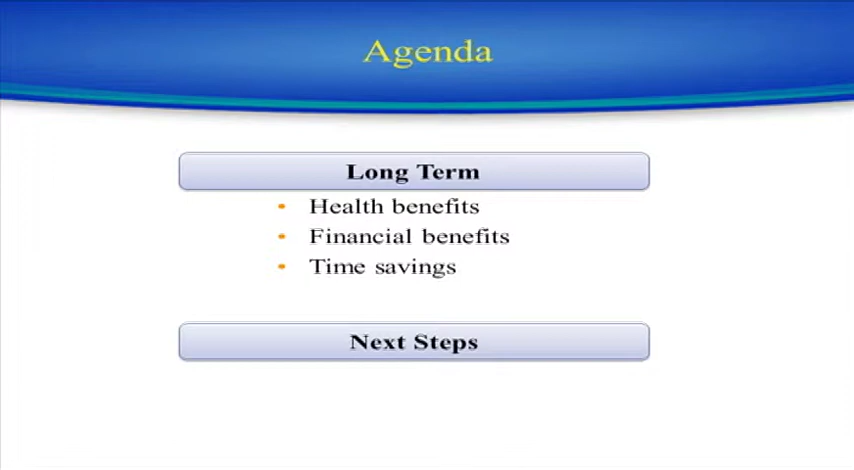 Agenda
Long Term
• Health benefits
• Financial benefits
• Time savings
Next Steps